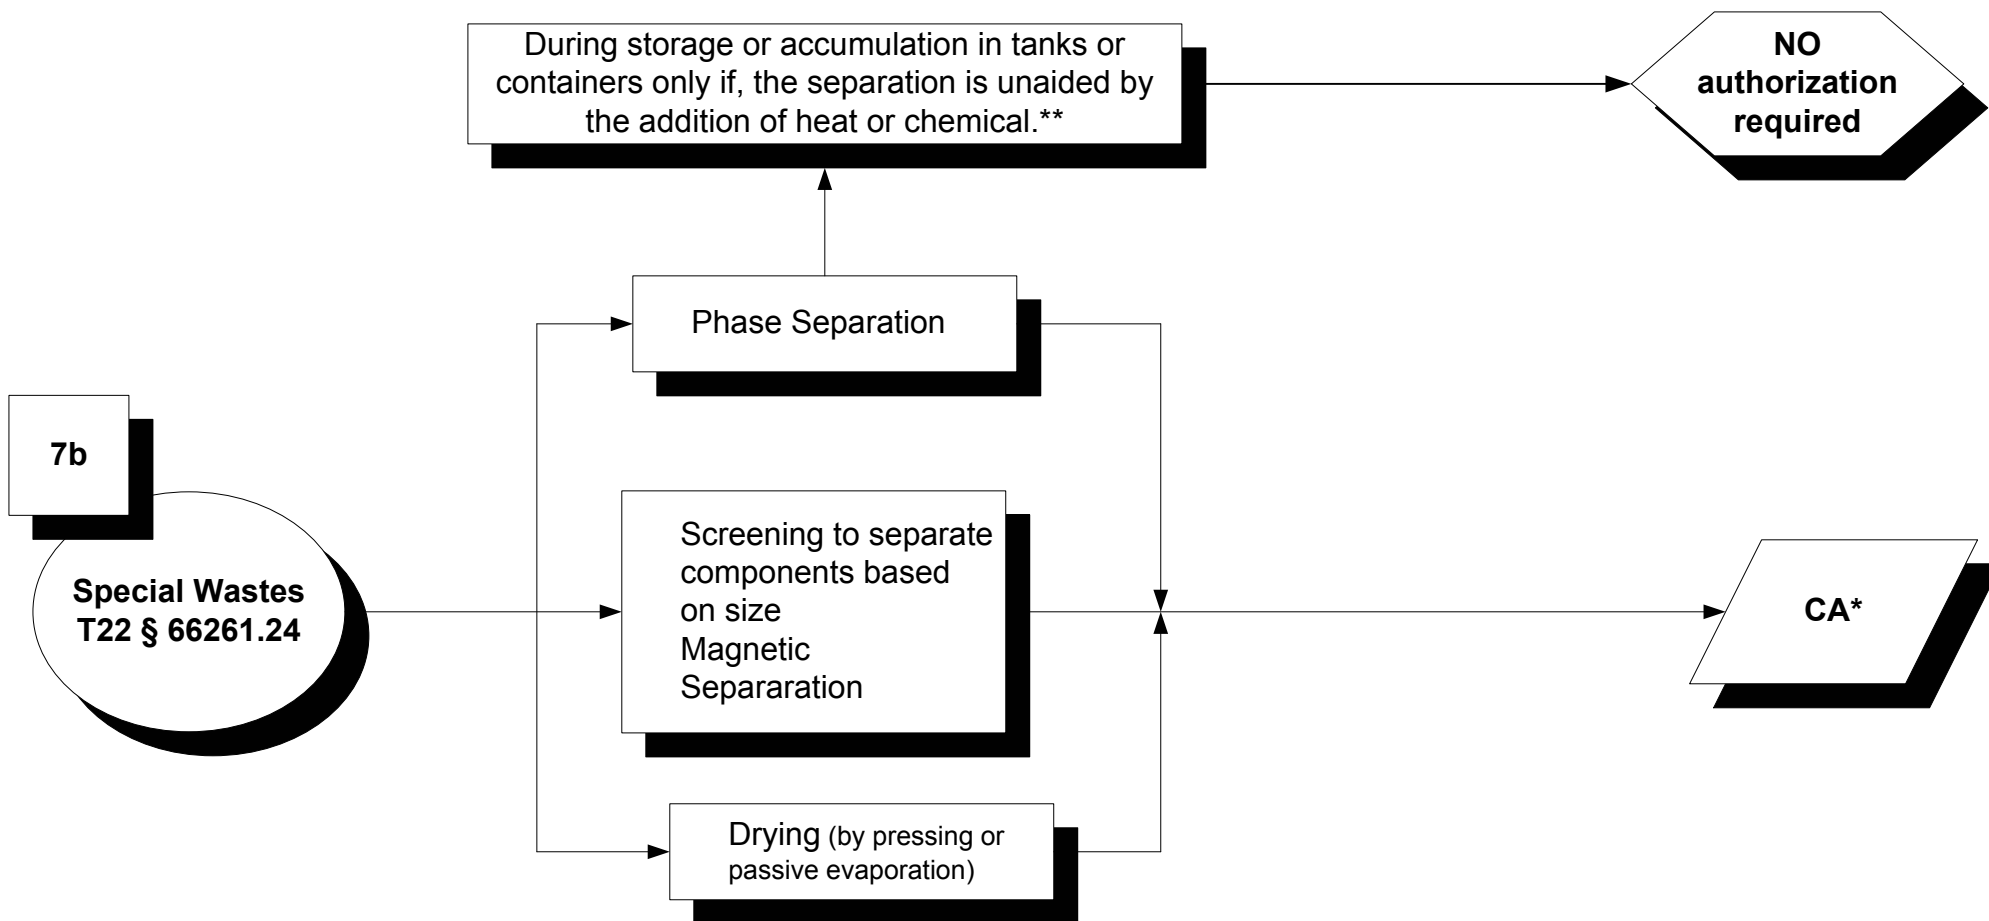 During storage or accumulation in tanks or
containers only if, the separation is unaided by
the addition of heat or chemical.**
NO
authorization
required
Phase Separation
7b
Special Wastes
T22 § 66261.24
Screening to separate
components based
on size
Magnetic
Separaration
CA*
Drying (by pressing or
passive evaporation)